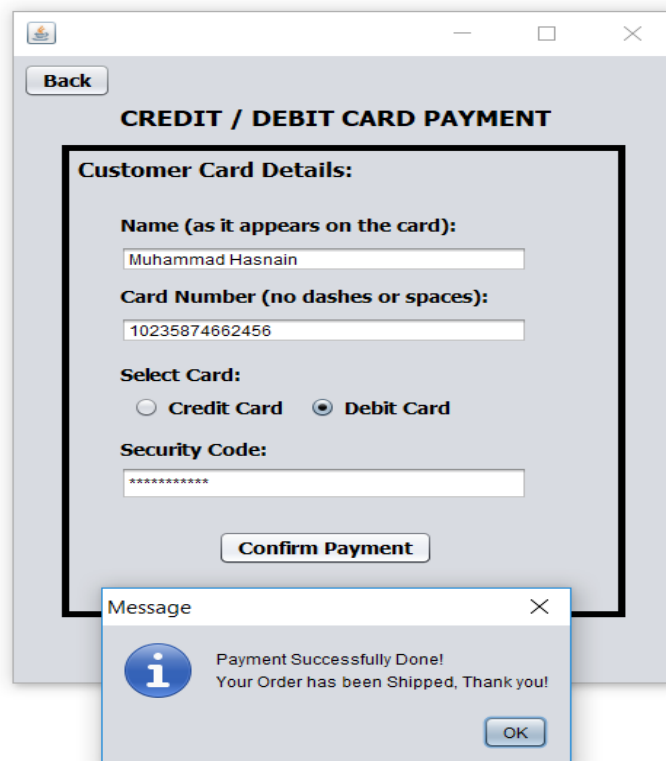 Back
CREDIT / DEBIT CARD PAYMENT
Customer Card Details:
Name (as it appears on the card):
Muhammad Hasnain
Card Number (no dashes or spaces):
10235874662456
Select Card:
Credit Card Debit Card
Security Code:
***********
Confirm Payment
Message
Payment Successfully Done!
Your Order has been Shipped, Thank you!
OK